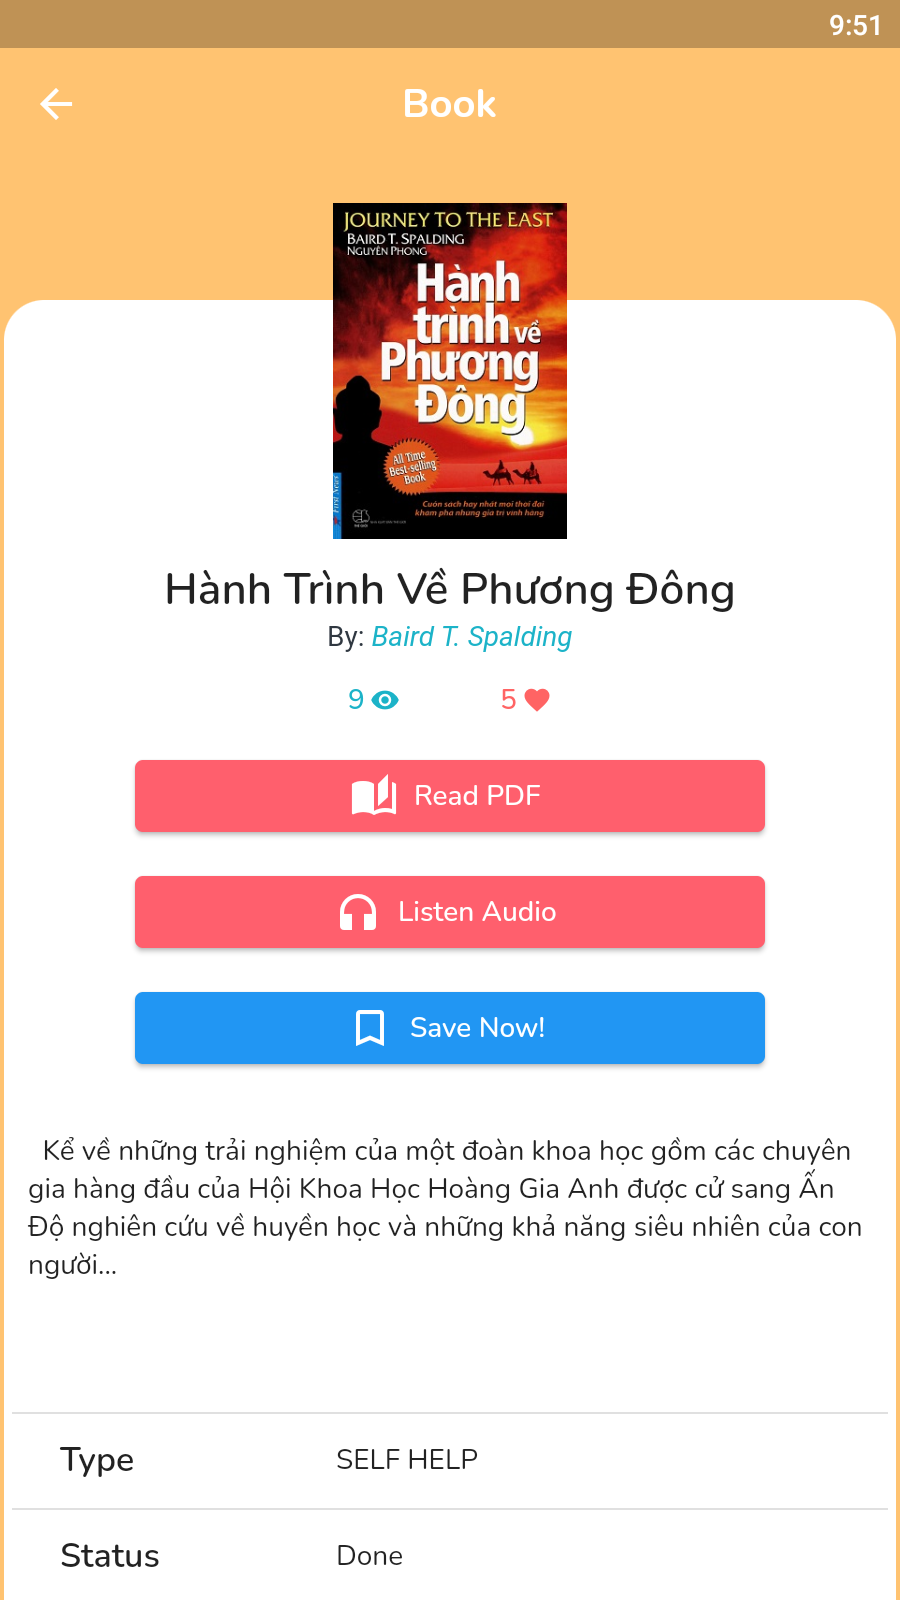 9:51
Book
JOURNEY TO THE EAST
BAIRD T. SPALDING
NGUYÊN PHONG
Hành
trình về
Phương
Đông
All Time
Best-selling
Book
First News
Cuốn sách hay nhất mọi thời đại
khám phá những giá trị vĩnh hằng
Hành Trình Về Phương Đông
By: Baird T. Spalding
9
5
Read PDF
Listen Audio
Save Now!
Kể về những trải nghiệm của một đoàn khoa học gồm các chuyên
gia hàng đầu của Hội Khoa Học Hoàng Gia Anh được cử sang Ấn
Độ nghiên cứu về huyền học và những khả năng siêu nhiên của con
người...
Type
SELF HELP
Status
Done